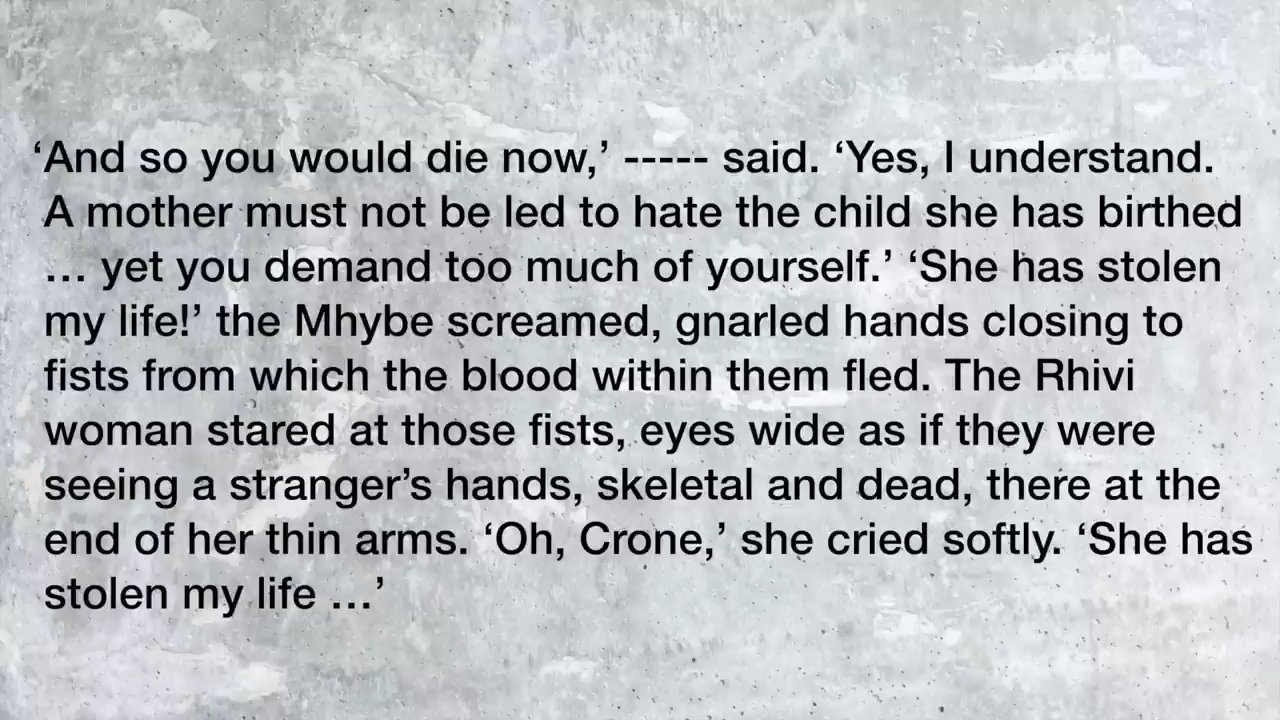 ‘And so you would die now,’ ----- said. ‘Yes, I understand.
A mother must not be led to hate the child she has birthed
… yet you demand too much of yourself.’ ‘She has stolen
my life!’ the Mhybe screamed, gnarled hands closing to
fists from which the blood within them fled. The Rhivi
woman stared at those fists, eyes wide as if they were
seeing a stranger’s hands, skeletal and dead, there at the
end of her thin arms. ‘Oh, Crone,’ she cried softly. ‘She has
stolen my life …’